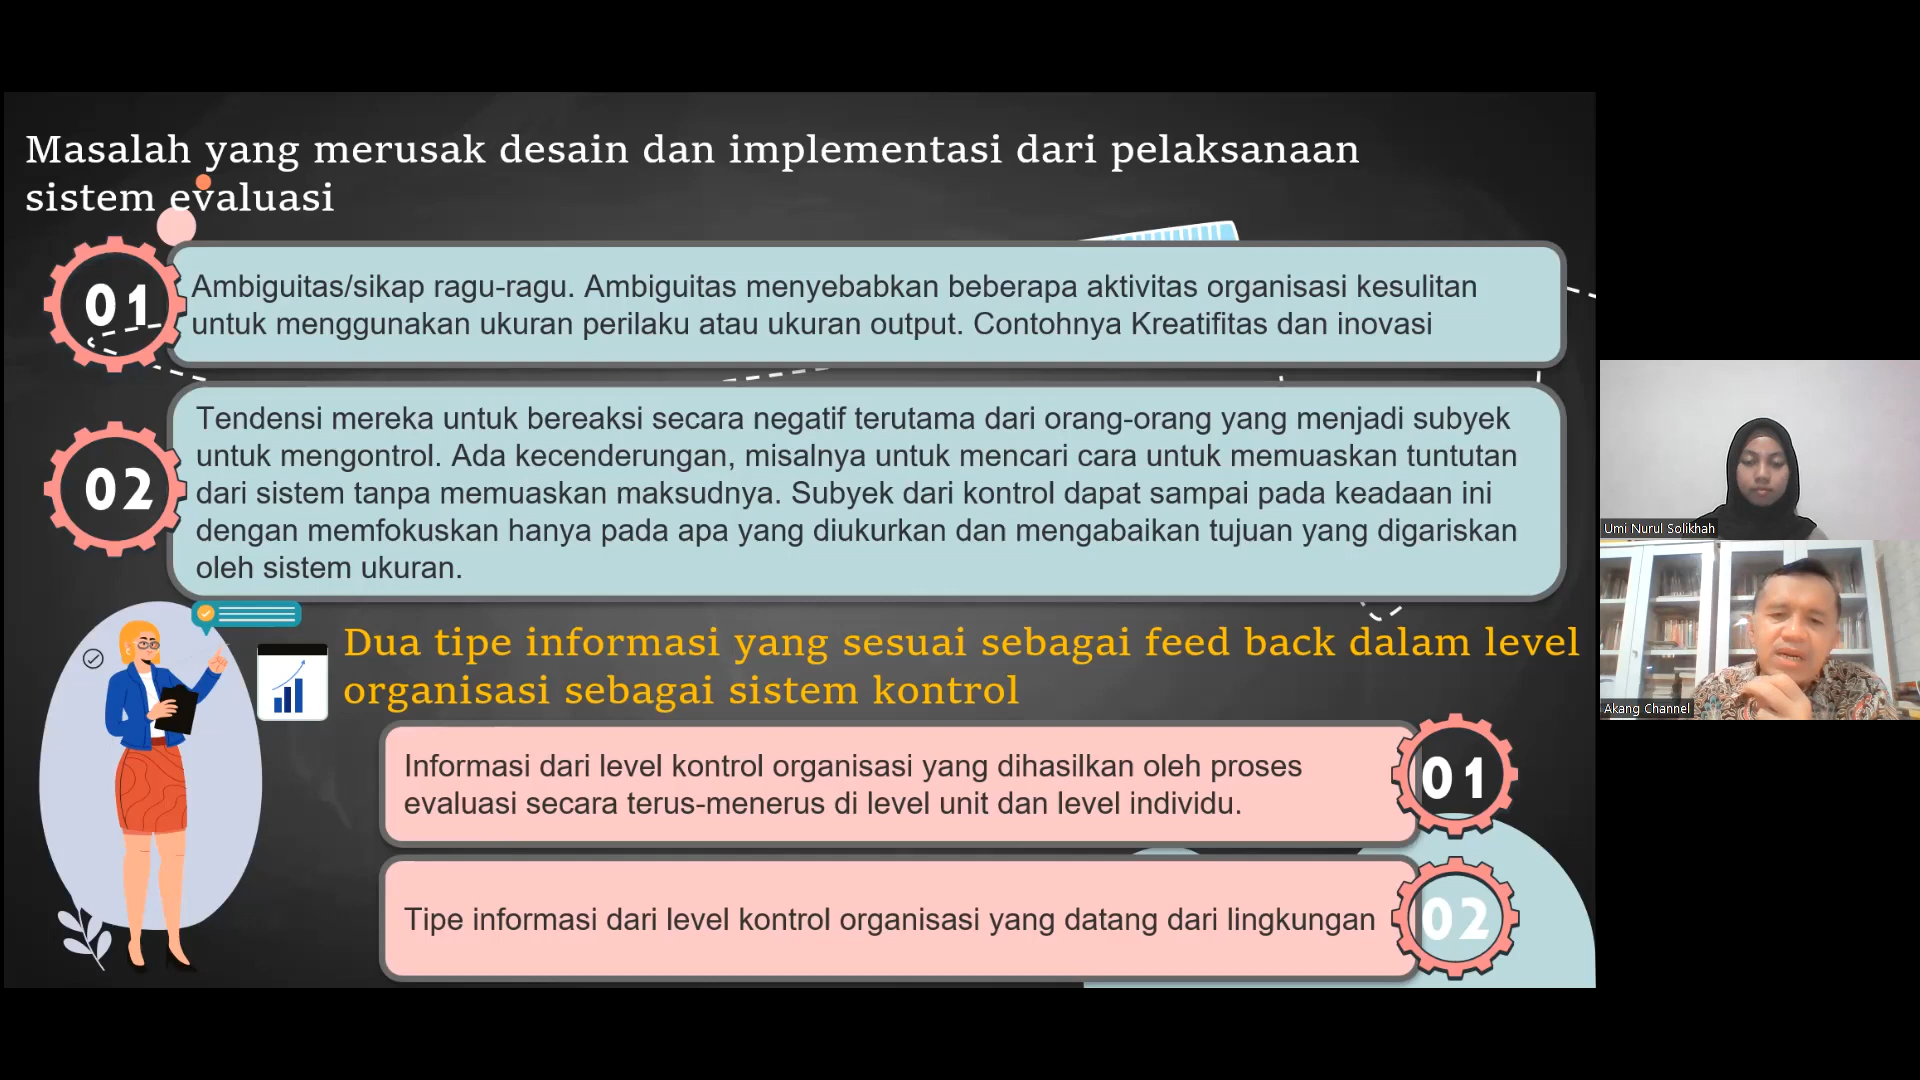 Masalah yang merusak desain dan implementasi dari pelaksanaan
sistem evaluasi
01
Ambiguitas/sikap ragu-ragu. Ambiguitas menyebabkan beberapa aktivitas organisasi kesulitan
untuk menggunakan ukuran perilaku atau ukuran output. Contohnya Kreatifitas dan inovasi
02
Tendensi mereka untuk bereaksi secara negatif terutama dari orang-orang yang menjadi subyek
untuk mengontrol. Ada kecenderungan, misalnya untuk mencari cara untuk memuaskan tuntutan
dari sistem tanpa memuaskan maksudnya. Subyek dari kontrol dapat sampai pada keadaan ini
dengan memfokuskan hanya pada apa yang diukurkan dan mengabaikan tujuan yang digariskan
oleh sistem ukuran.
Dua tipe informasi yang sesuai sebagai feed back dalam level
organisasi sebagai sistem kontrol
Informasi dari level kontrol organisasi yang dihasilkan oleh proses
evaluasi secara terus-menerus di level unit dan level individu.
01
Tipe informasi dari level kontrol organisasi yang datang dari lingkungan
02
Umi Nurul Solikhah
Akang Channel